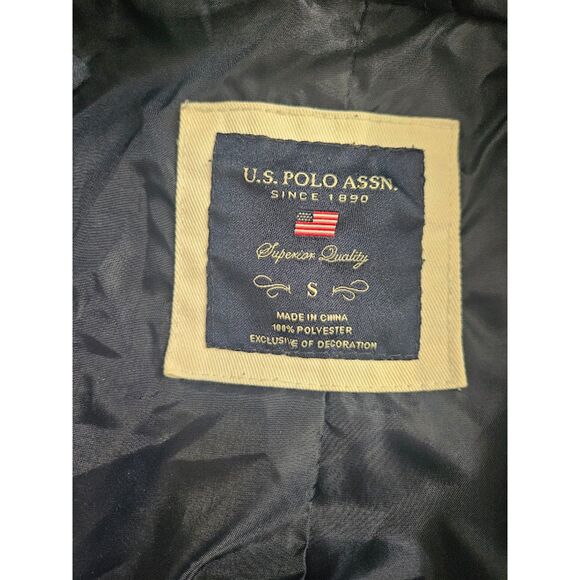 U.S. POLO ASSN.
SINCE 1890
Superior Quality
S
MADE IN CHINA
100% POLYESTER
EXCLUSIVE OF DECORATION